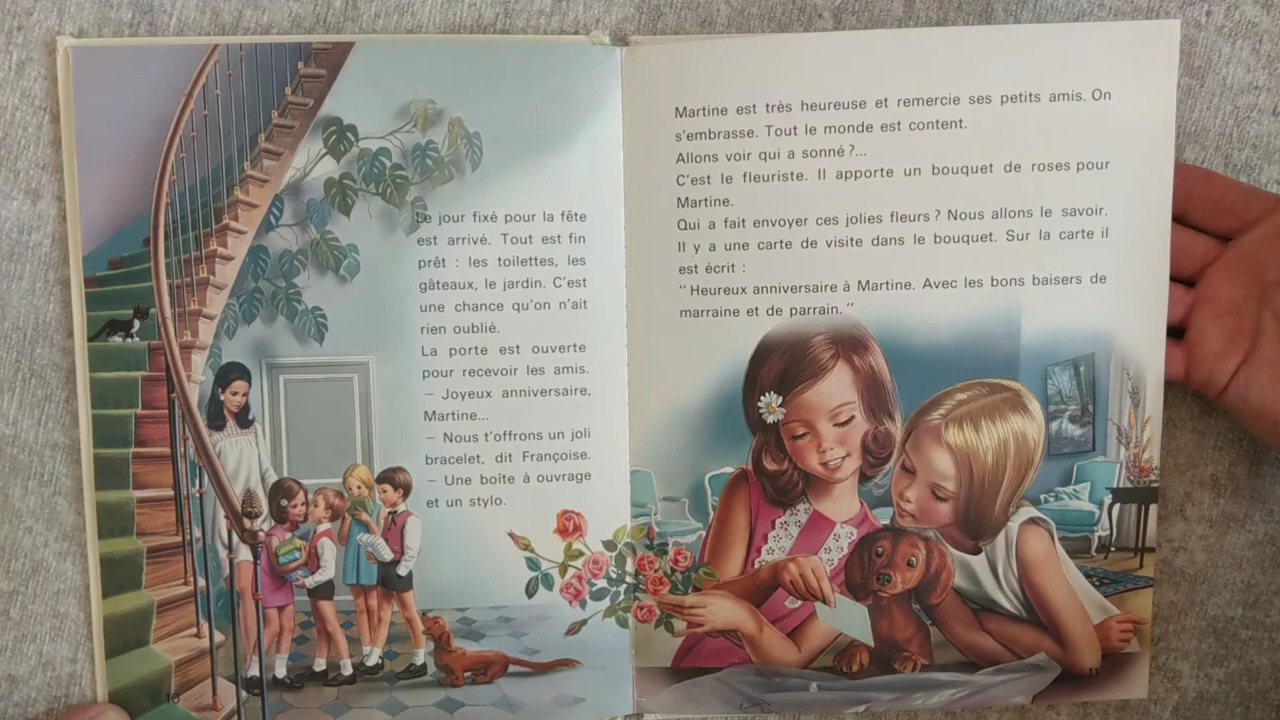 Le jour fixé pour la fête
est arrivé. Tout est fin
prêt : les toilettes, les
gâteaux, le jardin. C'est
une chance qu'on n'ait
rien oublié.
La porte est ouverte
pour recevoir les amis.
– Joyeux anniversaire,
Martine...
– Nous t'offrons un joli
bracelet, dit Françoise.
– Une boîte à ouvrage
et un stylo.
10
Martine est très heureuse et remercie ses petits amis. On
s'embrasse. Tout le monde est content.
Allons voir qui a sonné ?...
C'est le fleuriste. Il apporte un bouquet de roses pour
Martine.
Qui a fait envoyer ces jolies fleurs ? Nous allons le savoir.
Il y a une carte de visite dans le bouquet. Sur la carte il
est écrit :
“ Heureux anniversaire à Martine. Avec les bons baisers de
marraine et de parrain.”
11